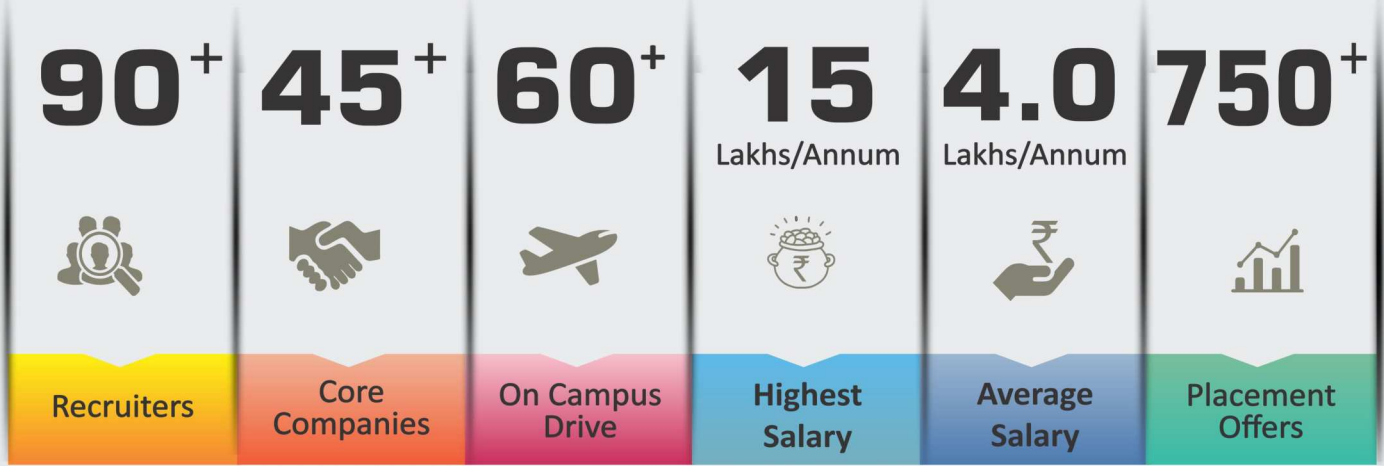 90+
Recruiters
45+
Core
Companies
60+
On Campus
Drive
15
Lakhs/Annum
₹
Highest
Salary
4.0
Lakhs/Annum
₹
Average
Salary
750+
Placement
Offers